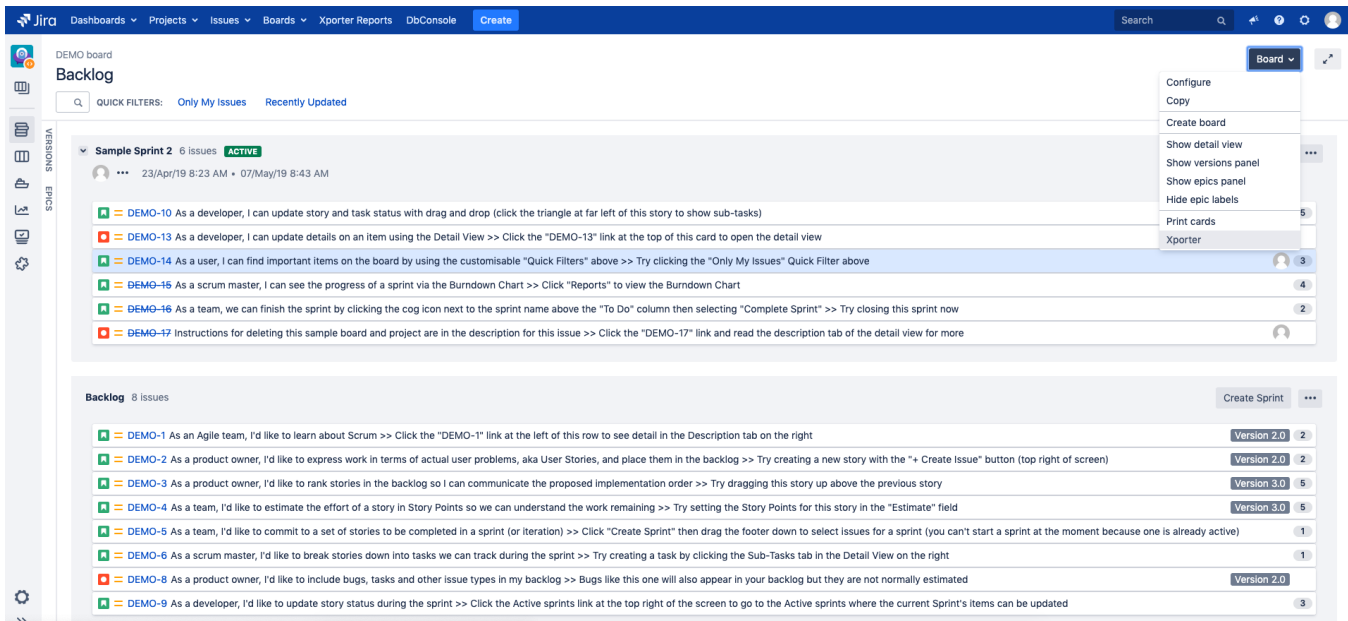 Jira Dashboards Projects Issues Boards Xporter Reports DbConsole Create Search
DEMO board
Board
Backlog
QUICK FILTERS: Only My Issues Recently Updated
Configure
Copy
Create board
Show detail view
Show versions panel
Show epics panel
Hide epic labels
Print cards
Xporter
VERSIONS
EPICS
Sample Sprint 2 6 issues ACTIVE
23/Apr/19 8:23 AM • 07/May/19 8:43 AM
DEMO-10 As a developer, I can update story and task status with drag and drop (click the triangle at far left of this story to show sub-tasks) 5
DEMO-13 As a developer, I can update details on an item using the Detail View >> Click the "DEMO-13" link at the top of this card to open the detail view
DEMO-14 As a user, I can find important items on the board by using the customisable "Quick Filters" above >> Try clicking the "Only My Issues" Quick Filter above 3
DEMO-15 As a scrum master, I can see the progress of a sprint via the Burndown Chart >> Click "Reports" to view the Burndown Chart 4
DEMO-16 As a team, we can finish the sprint by clicking the cog icon next to the sprint name above the "To Do" column then selecting "Complete Sprint" >> Try closing this sprint now 2
DEMO-17 Instructions for deleting this sample board and project are in the description for this issue >> Click the "DEMO-17" link and read the description tab of the detail view for more
Backlog 8 issues Create Sprint
DEMO-1 As an Agile team, I'd like to learn about Scrum >> Click the "DEMO-1" link at the left of this row to see detail in the Description tab on the right Version 2.0 2
DEMO-2 As a product owner, I'd like to express work in terms of actual user problems, aka User Stories, and place them in the backlog >> Try creating a new story with the "+ Create Issue" button (top right of screen) Version 2.0 2
DEMO-3 As a product owner, I'd like to rank stories in the backlog so I can communicate the proposed implementation order >> Try dragging this story up above the previous story Version 3.0 5
DEMO-4 As a team, I'd like to estimate the effort of a story in Story Points so we can understand the work remaining >> Try setting the Story Points for this story in the "Estimate" field Version 3.0 5
DEMO-5 As a team, I'd like to commit to a set of stories to be completed in a sprint (or iteration) >> Click "Create Sprint" then drag the footer down to select issues for a sprint (you can't start a sprint at the moment because one is already active) 1
DEMO-6 As a scrum master, I'd like to break stories down into tasks we can track during the sprint >> Try creating a task by clicking the Sub-Tasks tab in the Detail View on the right 1
DEMO-8 As a product owner, I'd like to include bugs, tasks and other issue types in my backlog >> Bugs like this one will also appear in your backlog but they are not normally estimated Version 2.0
DEMO-9 As a developer, I'd like to update story status during the sprint >> Click the Active sprints link at the top right of the screen to go to the Active sprints where the current Sprint's items can be updated 3